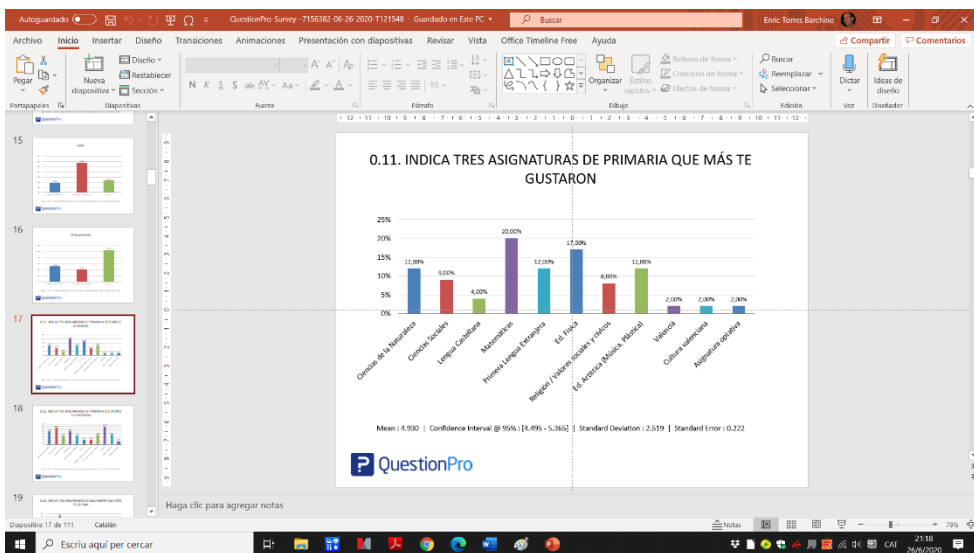 Autoguardado
QuestionPro-Survey -7156382-06-26-2020-T121548 - Guardado en Este PC
Buscar
Enric Torres Barchino
Archivo Inicio Insertar Diseño Transiciones Animaciones Presentación con diapositivas Revisar Vista Office Timeline Free Ayuda
Compartir Comentarios
Pegar
Nueva diapositiva
Diseño
Restablecer
Sección
N K S S ab AV Aa
Organizar
Estilos rápidos
Relleno de forma
Contorno de forma
Efectos de forma
Buscar
Reemplazar
Seleccionar
Dictar
Ideas de diseño
Portapapeles Diapositivas Fuente Párrafo Dibujo Edición Voz Diseñador
15
QuestionPro
16
QuestionPro
17
QuestionPro
18
QuestionPro
19
0.11. INDICA TRES ASIGNATURAS DE PRIMARIA QUE MÁS TE
GUSTARON
25%
20%
15%
10%
5%
0%
12,00%
9,00%
4,00%
20,00%
12,00%
17,00%
8,00%
12,00%
2,00%
2,00%
2,00%
Ciencias de la Naturaleza
Ciencias Sociales
Lengua Castellana
Matemáticas
Primera Lengua Extranjera
Ed. Física
Religión / Valores sociales y cívicos
Ed. Artística (Música, Plástica)
Valencià
Cultura valenciana
Asignatura optativa
Mean : 4.930 | Confidence Interval @ 95% : [4.495 - 5.365] | Standard Deviation : 2.519 | Standard Error : 0.222
QuestionPro
Haga clic para agregar notas
Diapositiva 17 de 111 Catalán
Notas
78%
Escriu aquí per cercar
CAT
21:18
26/6/2020